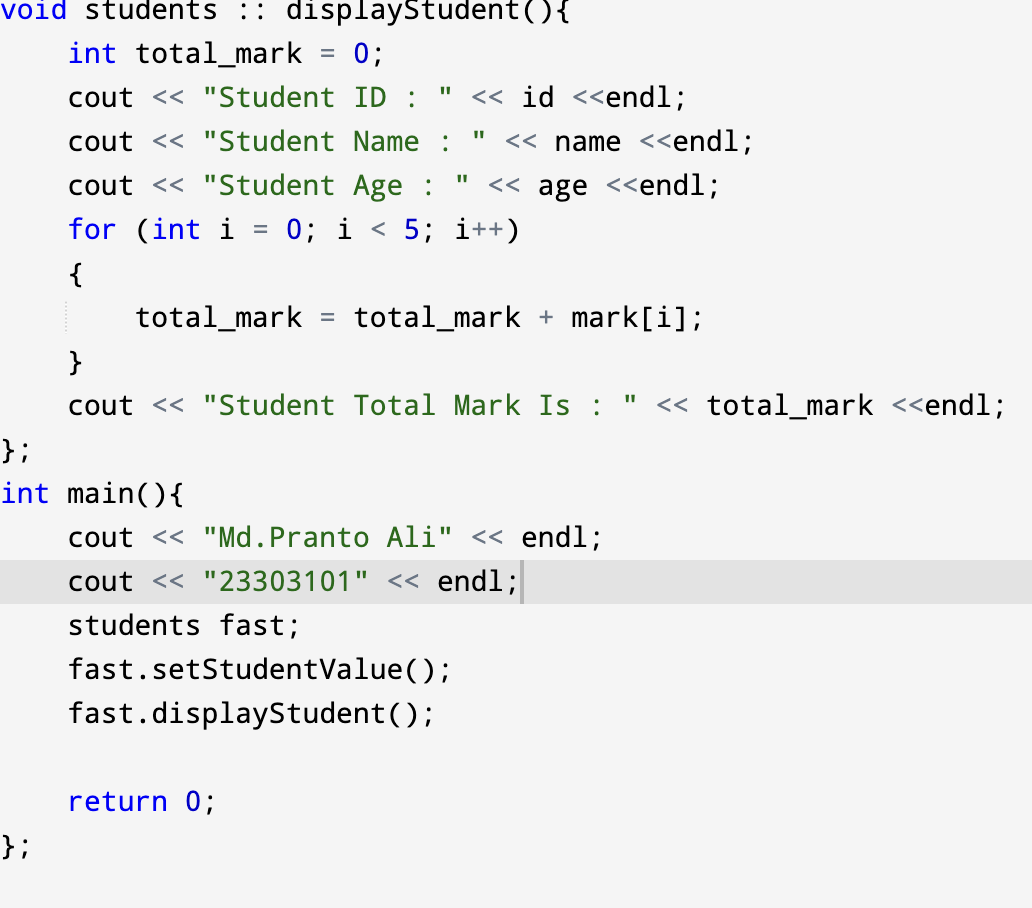 void students :: displayStudent(){
    int total_mark = 0;
    cout << "Student ID : " << id <<endl;
    cout << "Student Name : " << name <<endl;
    cout << "Student Age : " << age <<endl;
    for (int i = 0; i < 5; i++)
    {
        total_mark = total_mark + mark[i];
    }
    cout << "Student Total Mark Is : " << total_mark <<endl;
};
int main(){
    cout << "Md.Pranto Ali" << endl;
    cout << "23303101" << endl;
    students fast;
    fast.setStudentValue();
    fast.displayStudent();

    return 0;
};